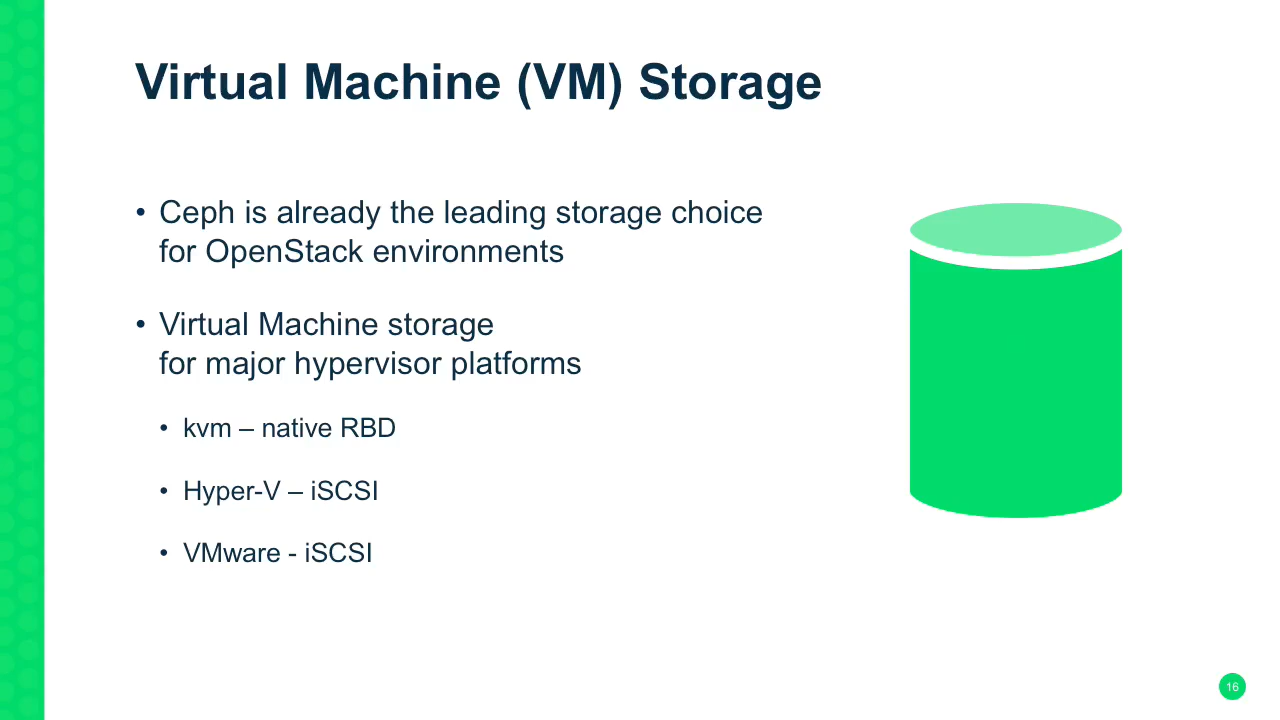 Virtual Machine (VM) Storage
• Ceph is already the leading storage choice
for OpenStack environments
• Virtual Machine storage
for major hypervisor platforms
• kvm – native RBD
• Hyper-V – iSCSI
• VMware - iSCSI
16